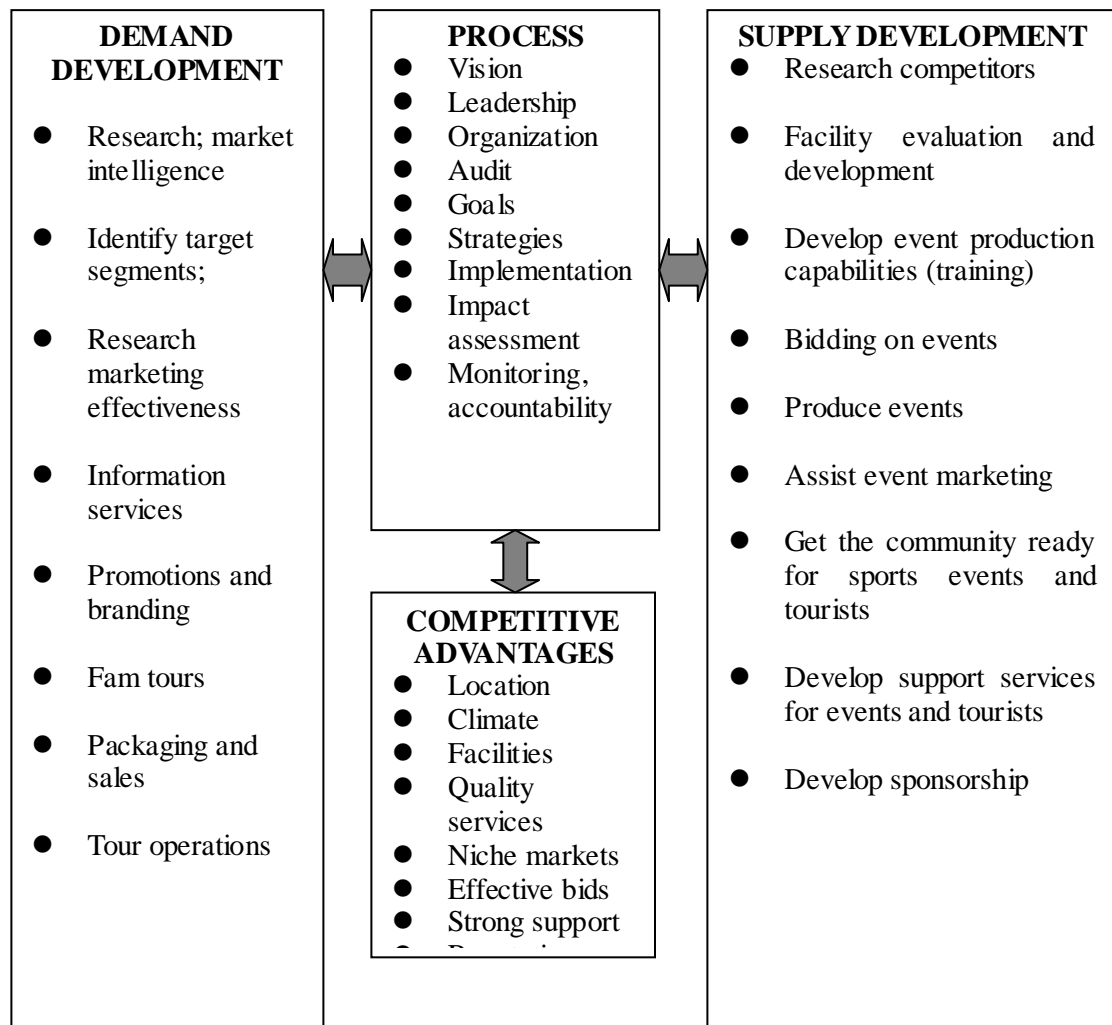 DEMAND
DEVELOPMENT
● Research; market
intelligence
● Identify target
segments;
● Research
marketing
effectiveness
● Information
services
● Promotions and
branding
● Fam tours
● Packaging and
sales
● Tour operations
PROCESS
● Vision
● Leadership
● Organization
● Audit
● Goals
● Strategies
● Implementation
● Impact
assessment
● Monitoring,
accountability
COMPETITIVE
ADVANTAGES
● Location
● Climate
● Facilities
● Quality
services
● Niche markets
● Effective bids
● Strong support
SUPPLY DEVELOPMENT
● Research competitors
● Facility evaluation and
development
● Develop event production
capabilities (training)
● Bidding on events
● Produce events
● Assist event marketing
● Get the community ready
for sports events and
tourists
● Develop support services
for events and tourists
● Develop sponsorship